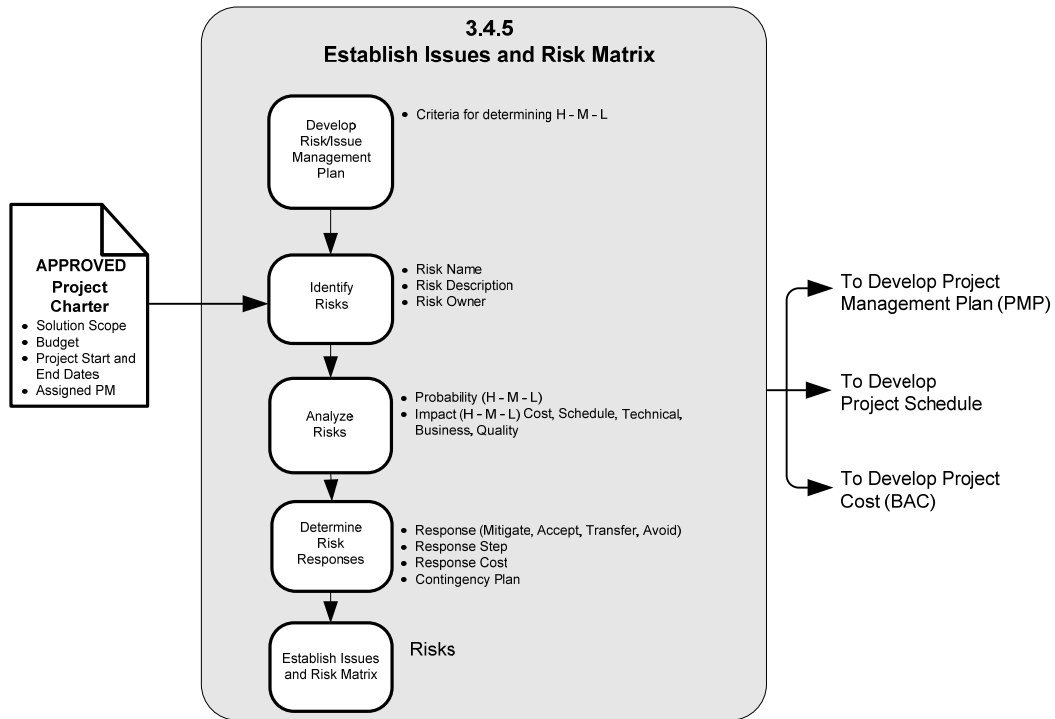 3.4.5
Establish Issues and Risk Matrix
Develop
Risk/Issue
Management
Plan
• Criteria for determining H - M - L
APPROVED
Project
Charter
• Solution Scope
• Budget
• Project Start and
End Dates
• Assigned PM
Identify
Risks
• Risk Name
• Risk Description
• Risk Owner
Analyze
Risks
• Probability (H - M - L)
• Impact (H - M - L) Cost, Schedule, Technical,
Business, Quality
Determine
Risk
Responses
• Response (Mitigate, Accept, Transfer, Avoid)
• Response Step
• Response Cost
• Contingency Plan
Establish Issues
and Risk Matrix
Risks
To Develop Project
Management Plan (PMP)
To Develop
Project Schedule
To Develop Project
Cost (BAC)